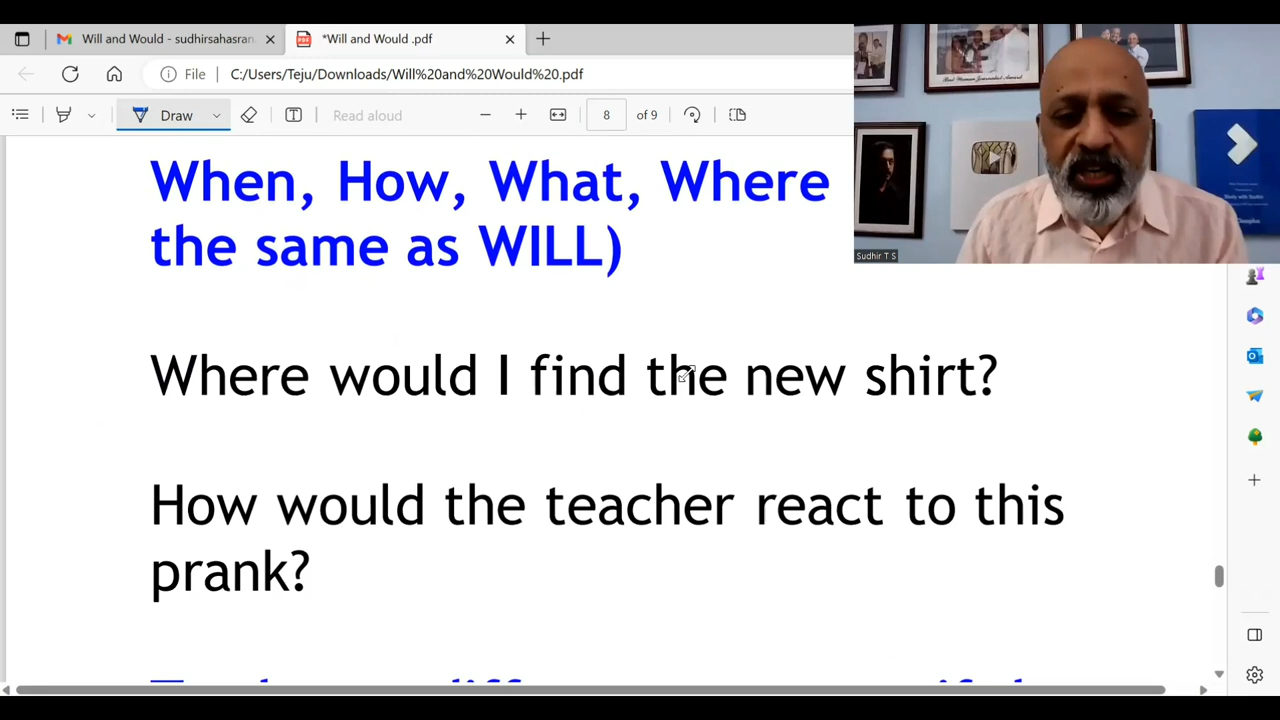 Will and Would - sudhirsahasran
*Will and Would .pdf
File
C:/Users/Teju/Downloads/Will%20and%20Would%20.pdf
Draw
Read aloud
8
of 9
When, How, What, Where
the same as WILL)
Where would I find the new shirt?
How would the teacher react to this
prank?
Sudhir T S